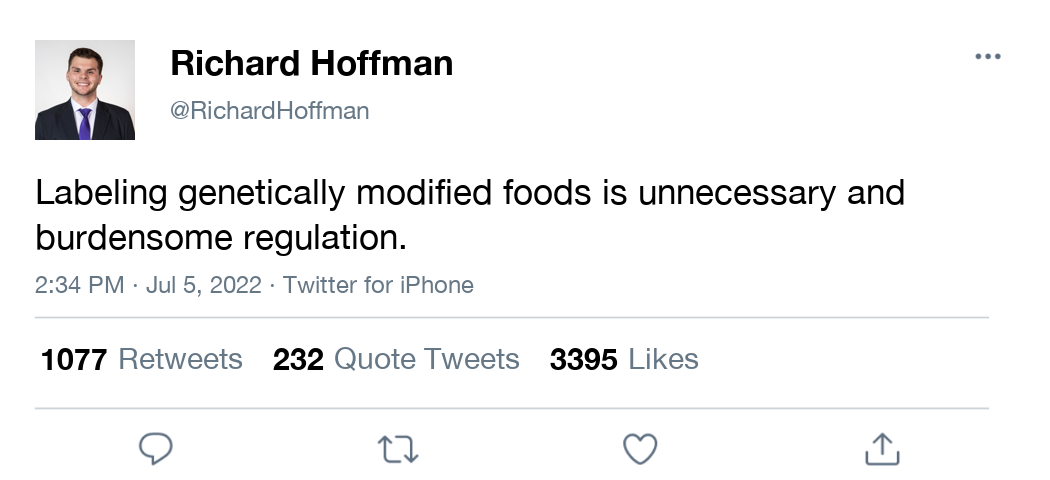 Richard Hoffman
@RichardHoffman
Labeling genetically modified foods is unnecessary and
burdensome regulation.
2:34 PM · Jul 5, 2022 · Twitter for iPhone
1077 Retweets 232 Quote Tweets 3395 Likes